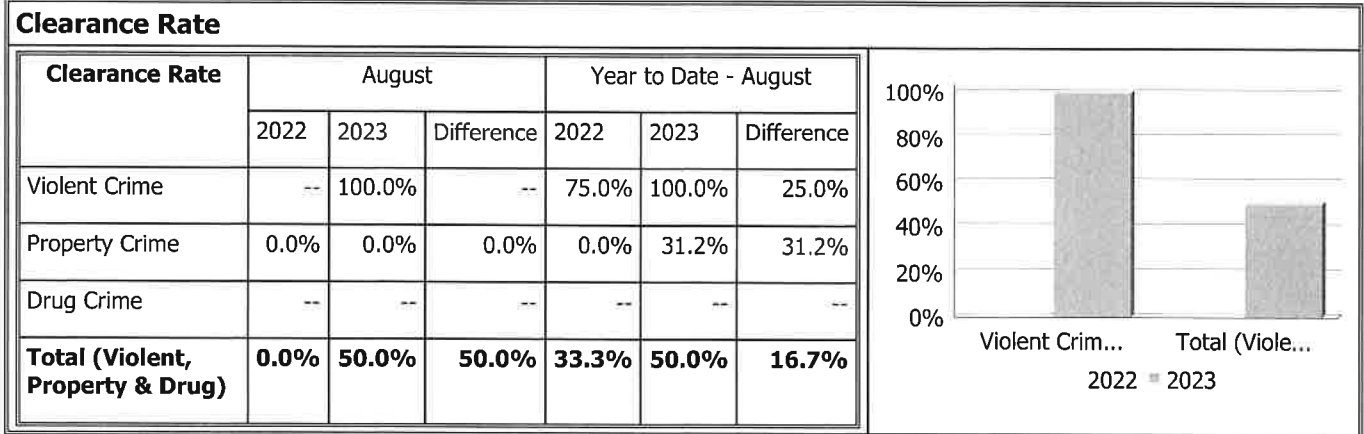 Clearance Rate
Clearance Rate August Year to Date - August
2022 2023 Difference 2022 2023 Difference
Violent Crime -- 100.0% -- 75.0% 100.0% 25.0%
Property Crime 0.0% 0.0% 0.0% 0.0% 31.2% 31.2%
Drug Crime -- -- -- -- -- --
Total (Violent, 0.0% 50.0% 50.0% 33.3% 50.0% 16.7%
Property & Drug)
100%
80%
60%
40%
20%
0%
Violent Crim... Total (Viole...
2022 2023